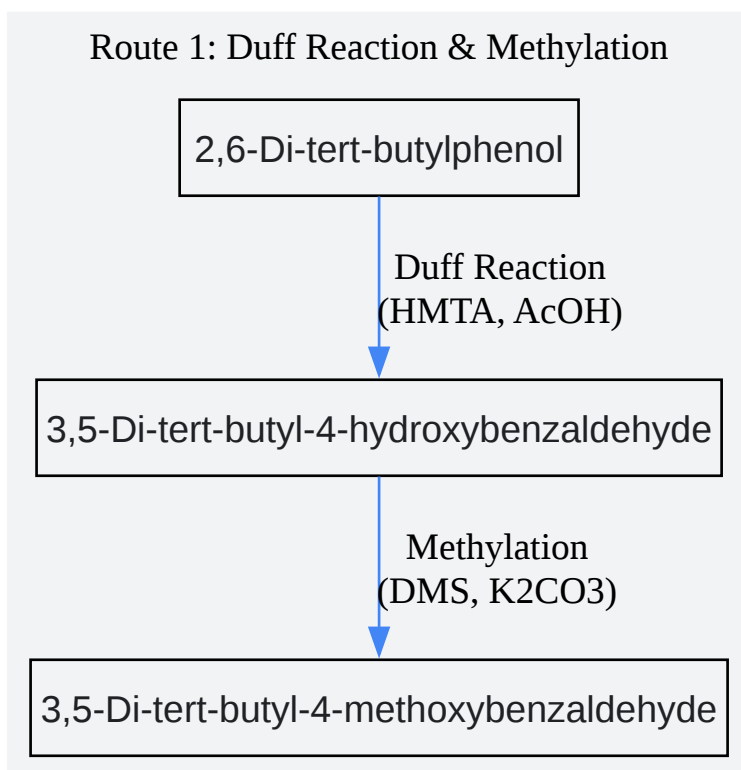 Route 1: Duff Reaction & Methylation
2,6-Di-tert-butylphenol
Duff Reaction
(HMTA, AcOH)
3,5-Di-tert-butyl-4-hydroxybenzaldehyde
Methylation
(DMS, K2CO3)
3,5-Di-tert-butyl-4-methoxybenzaldehyde